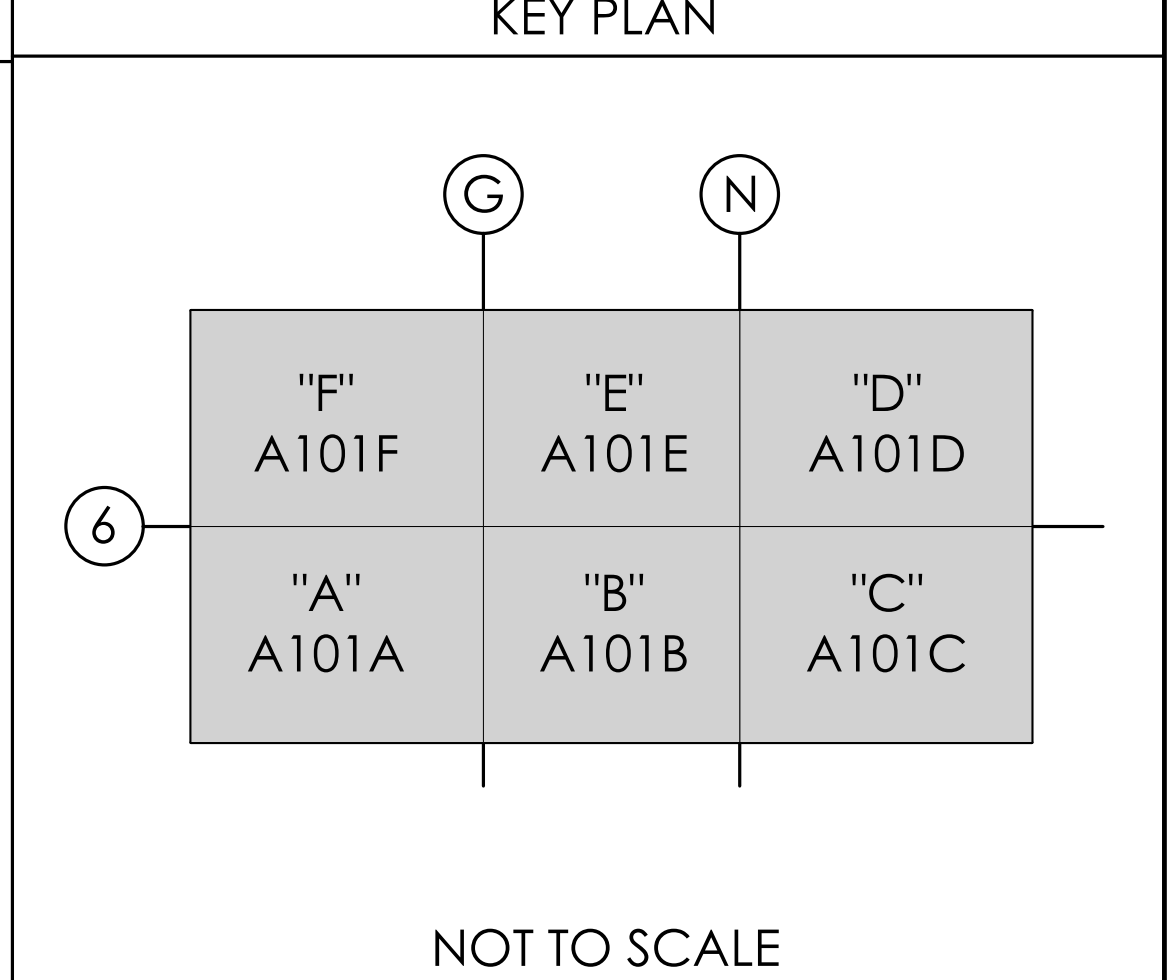 KEY PLAN
G
N
"F"
A101F
"E"
A101E
"D"
A101D
6
"A"
A101A
"B"
A101B
"C"
A101C
NOT TO SCALE